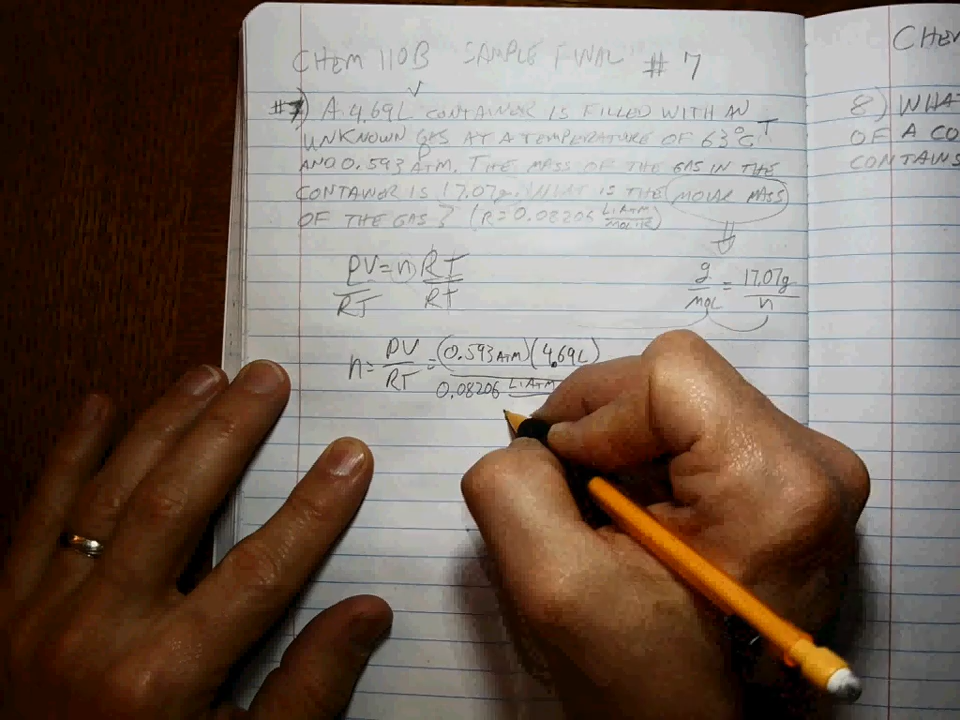 CHEM 110B SAMPLE FINAL #7
CHEM
#7) A 4.69L CONTAINER IS FILLED WITH AN
V
UNKNOWN GAS AT A TEMPERATURE OF 63°C
T
AND 0.593 ATM. THE MASS OF THE GAS IN THE
P
CONTAINER IS 17.07g. WHAT IS THE MOLAR MASS
OF THE GAS? (R=0.08206 L·ATM/MOL·K)
8) WHAT
OF A CO
CONTAINS
PV/RT = nRT/RT
g/MOL = 17.07g/n
n = PV/RT = (0.593 ATM)(4.69L)
0.08206 L·ATM